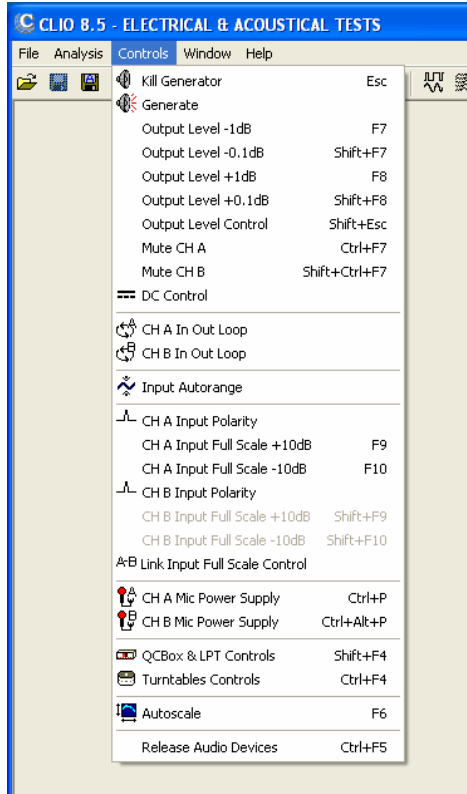 CLIO 8.5 - ELECTRICAL & ACOUSTICAL TESTS
File Analysis Controls Window Help
Kill Generator Esc
Generate
Output Level -1dB F7
Output Level -0.1dB Shift+F7
Output Level +1dB F8
Output Level +0.1dB Shift+F8
Output Level Control Shift+Esc
Mute CH A Ctrl+F7
Mute CH B Shift+Ctrl+F7
DC Control
A CH A In Out Loop
B CH B In Out Loop
Input Autorange
CH A Input Polarity
CH A Input Full Scale +10dB F9
CH A Input Full Scale -10dB F10
CH B Input Polarity
CH B Input Full Scale +10dB Shift+F9
CH B Input Full Scale -10dB Shift+F10
A-B Link Input Full Scale Control
A CH A Mic Power Supply Ctrl+P
B CH B Mic Power Supply Ctrl+Alt+P
QCBox & LPT Controls Shift+F4
Turntables Controls Ctrl+F4
Autoscale F6
Release Audio Devices Ctrl+F5